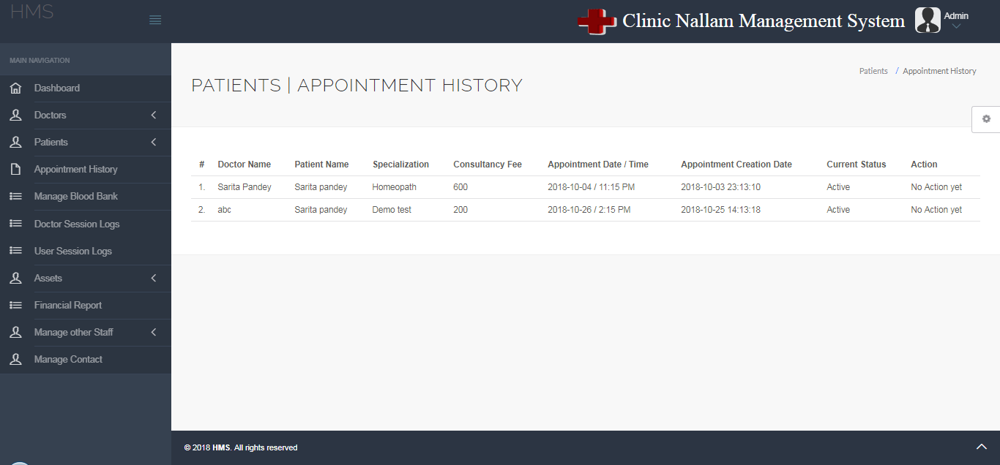 HMS
Clinic Nallam Management System
Admin
MAIN NAVIGATION
Dashboard
Doctors
Patients
Appointment History
Manage Blood Bank
Doctor Session Logs
User Session Logs
Assets
Financial Report
Manage other Staff
Manage Contact
PATIENTS | APPOINTMENT HISTORY
Patients / Appointment History
# Doctor Name Patient Name Specialization Consultancy Fee Appointment Date / Time Appointment Creation Date Current Status Action
1. Sarita Pandey Sarita pandey Homeopath 600 2018-10-04 / 11:15 PM 2018-10-03 23:13:10 Active No Action yet
2. abc Sarita pandey Demo test 200 2018-10-26 / 2:15 PM 2018-10-25 14:13:18 Active No Action yet
© 2018 HMS. All rights reserved